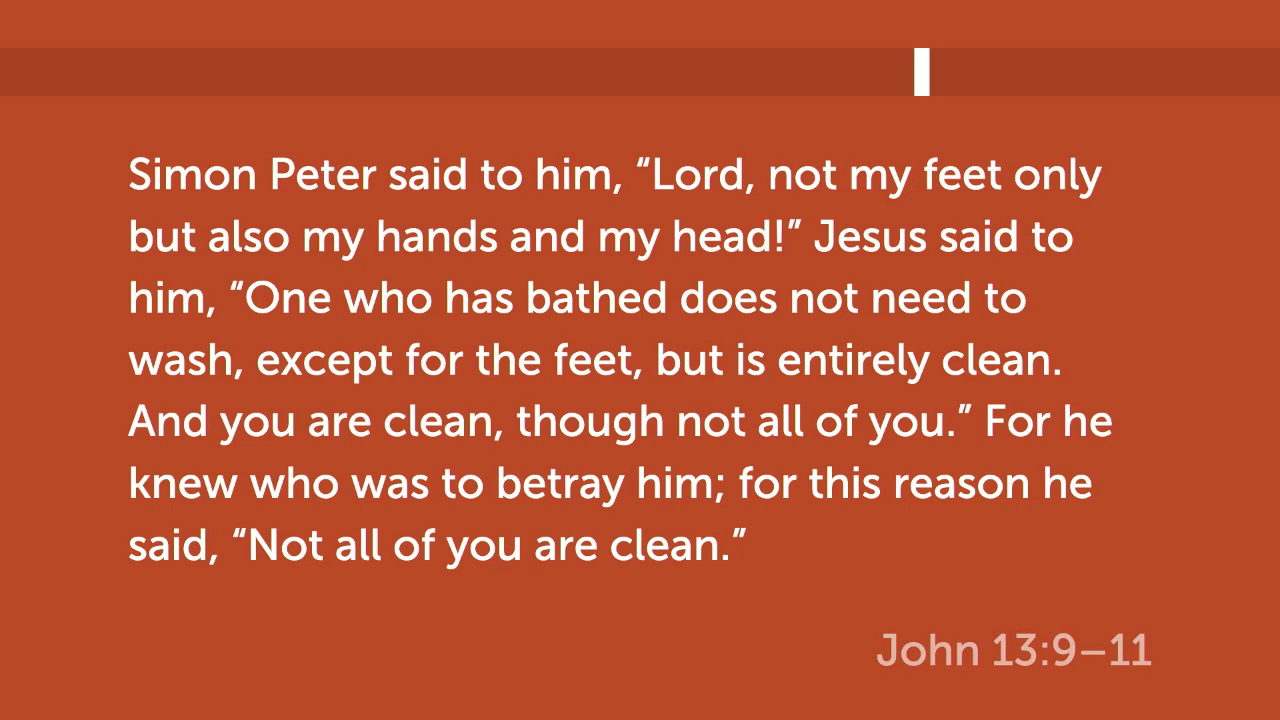 Simon Peter said to him, “Lord, not my feet only
but also my hands and my head!” Jesus said to
him, “One who has bathed does not need to
wash, except for the feet, but is entirely clean.
And you are clean, though not all of you.” For he
knew who was to betray him; for this reason he
said, “Not all of you are clean.”
John 13:9–11